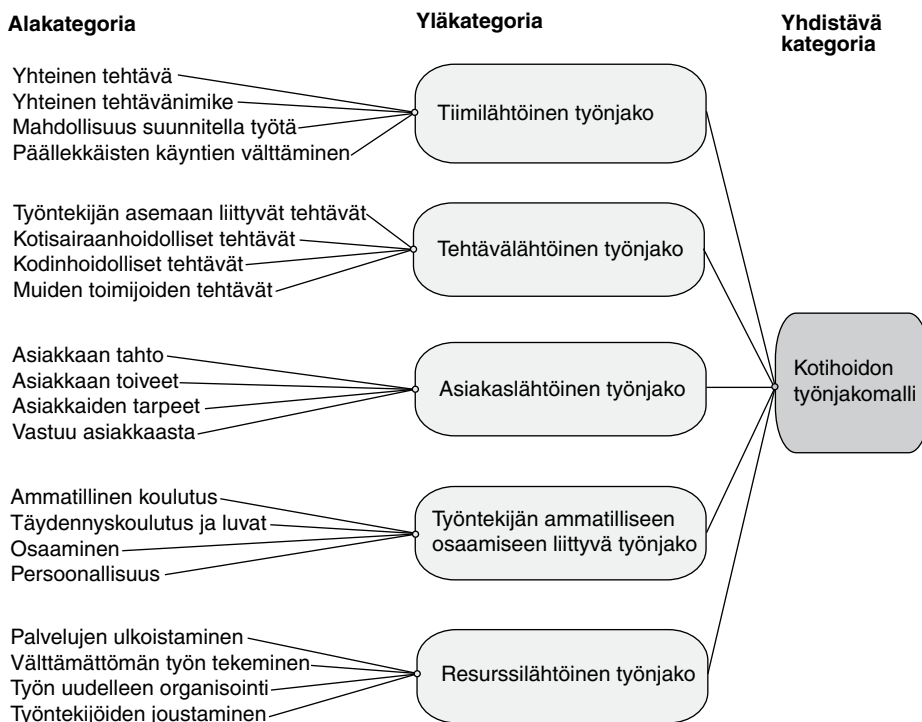 Alakategoria
Yläkategoria
Yhdistävä
kategoria
Yhteinen tehtävä
Yhteinen tehtävänimike
Mahdollisuus suunnitella työtä
Päällekkäisten käyntien välttäminen
Tiimilähtöinen työnjako
Työntekijän asemaan liittyvät tehtävät
Kotisairaanhoidolliset tehtävät
Kodinhoidolliset tehtävät
Muiden toimijoiden tehtävät
Tehtävälähtöinen työnjako
Asiakkaan tahto
Asiakkaan toiveet
Asiakkaiden tarpeet
Vastuu asiakkaasta
Asiakaslähtöinen työnjako
Kotihoidon
työnjakomalli
Ammatillinen koulutus
Täydennyskoulutus ja luvat
Osaaminen
Persoonallisuus
Työntekijän ammatilliseen
osaamiseen liittyvä työnjako
Palvelujen ulkoistaminen
Välttämättömän työn tekeminen
Työn uudelleen organisointi
Työntekijöiden joustaminen
Resurssilähtöinen työnjako